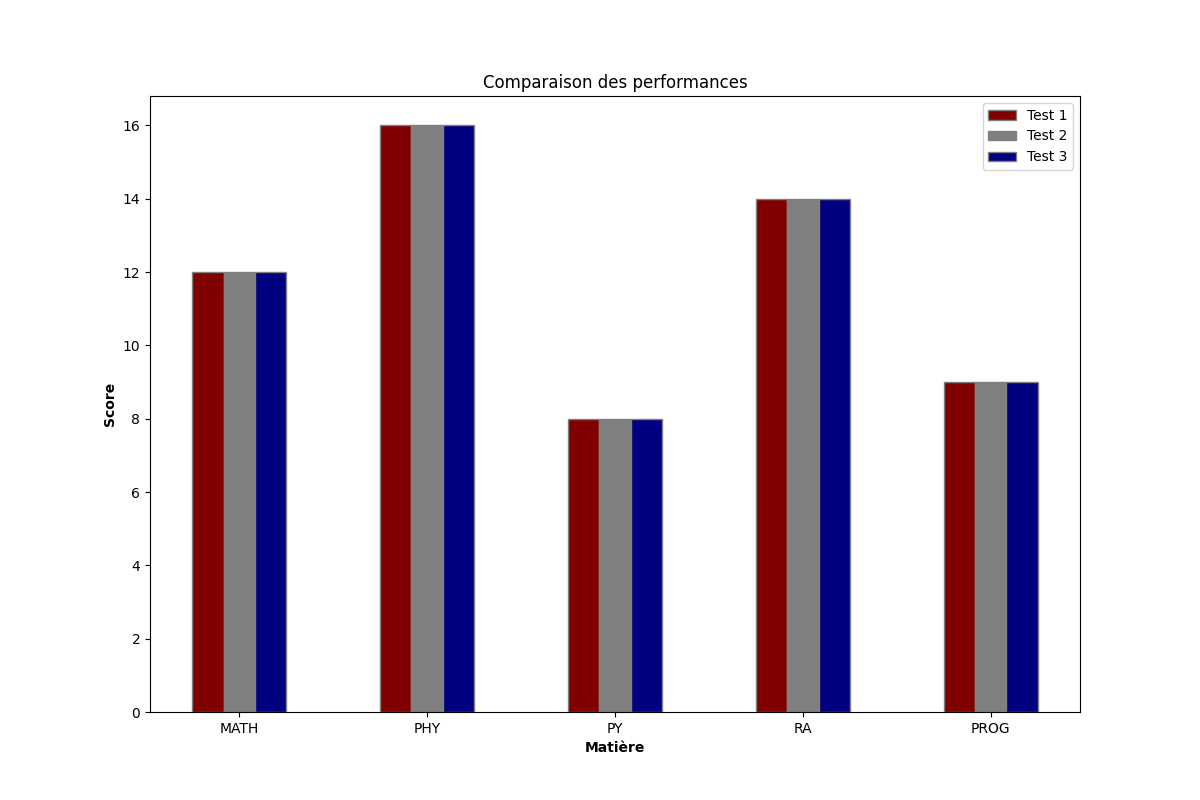 Comparaison des performances
Test 1
Test 2
Test 3
16
14
12
10
8
6
4
2
0
Score
MATH PHY PY RA PROG
Matière